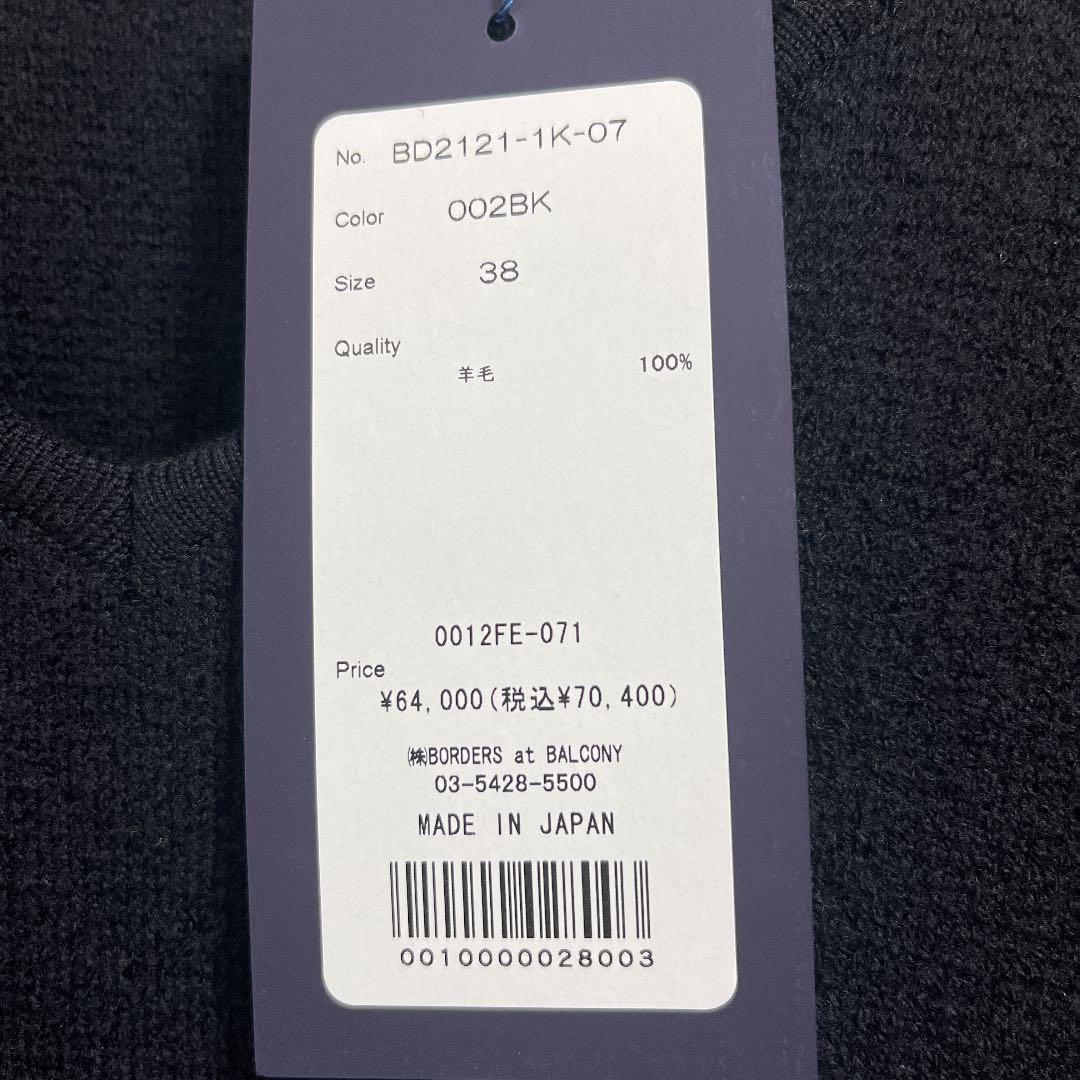 No. BD2121-1K-07
Color 002BK
Size 38
Quality
羊毛 100%
0012FE-071
Price
¥64,000(税込¥70,400)
㈱BORDERS at BALCONY
03-5428-5500
MADE IN JAPAN
0010000028003